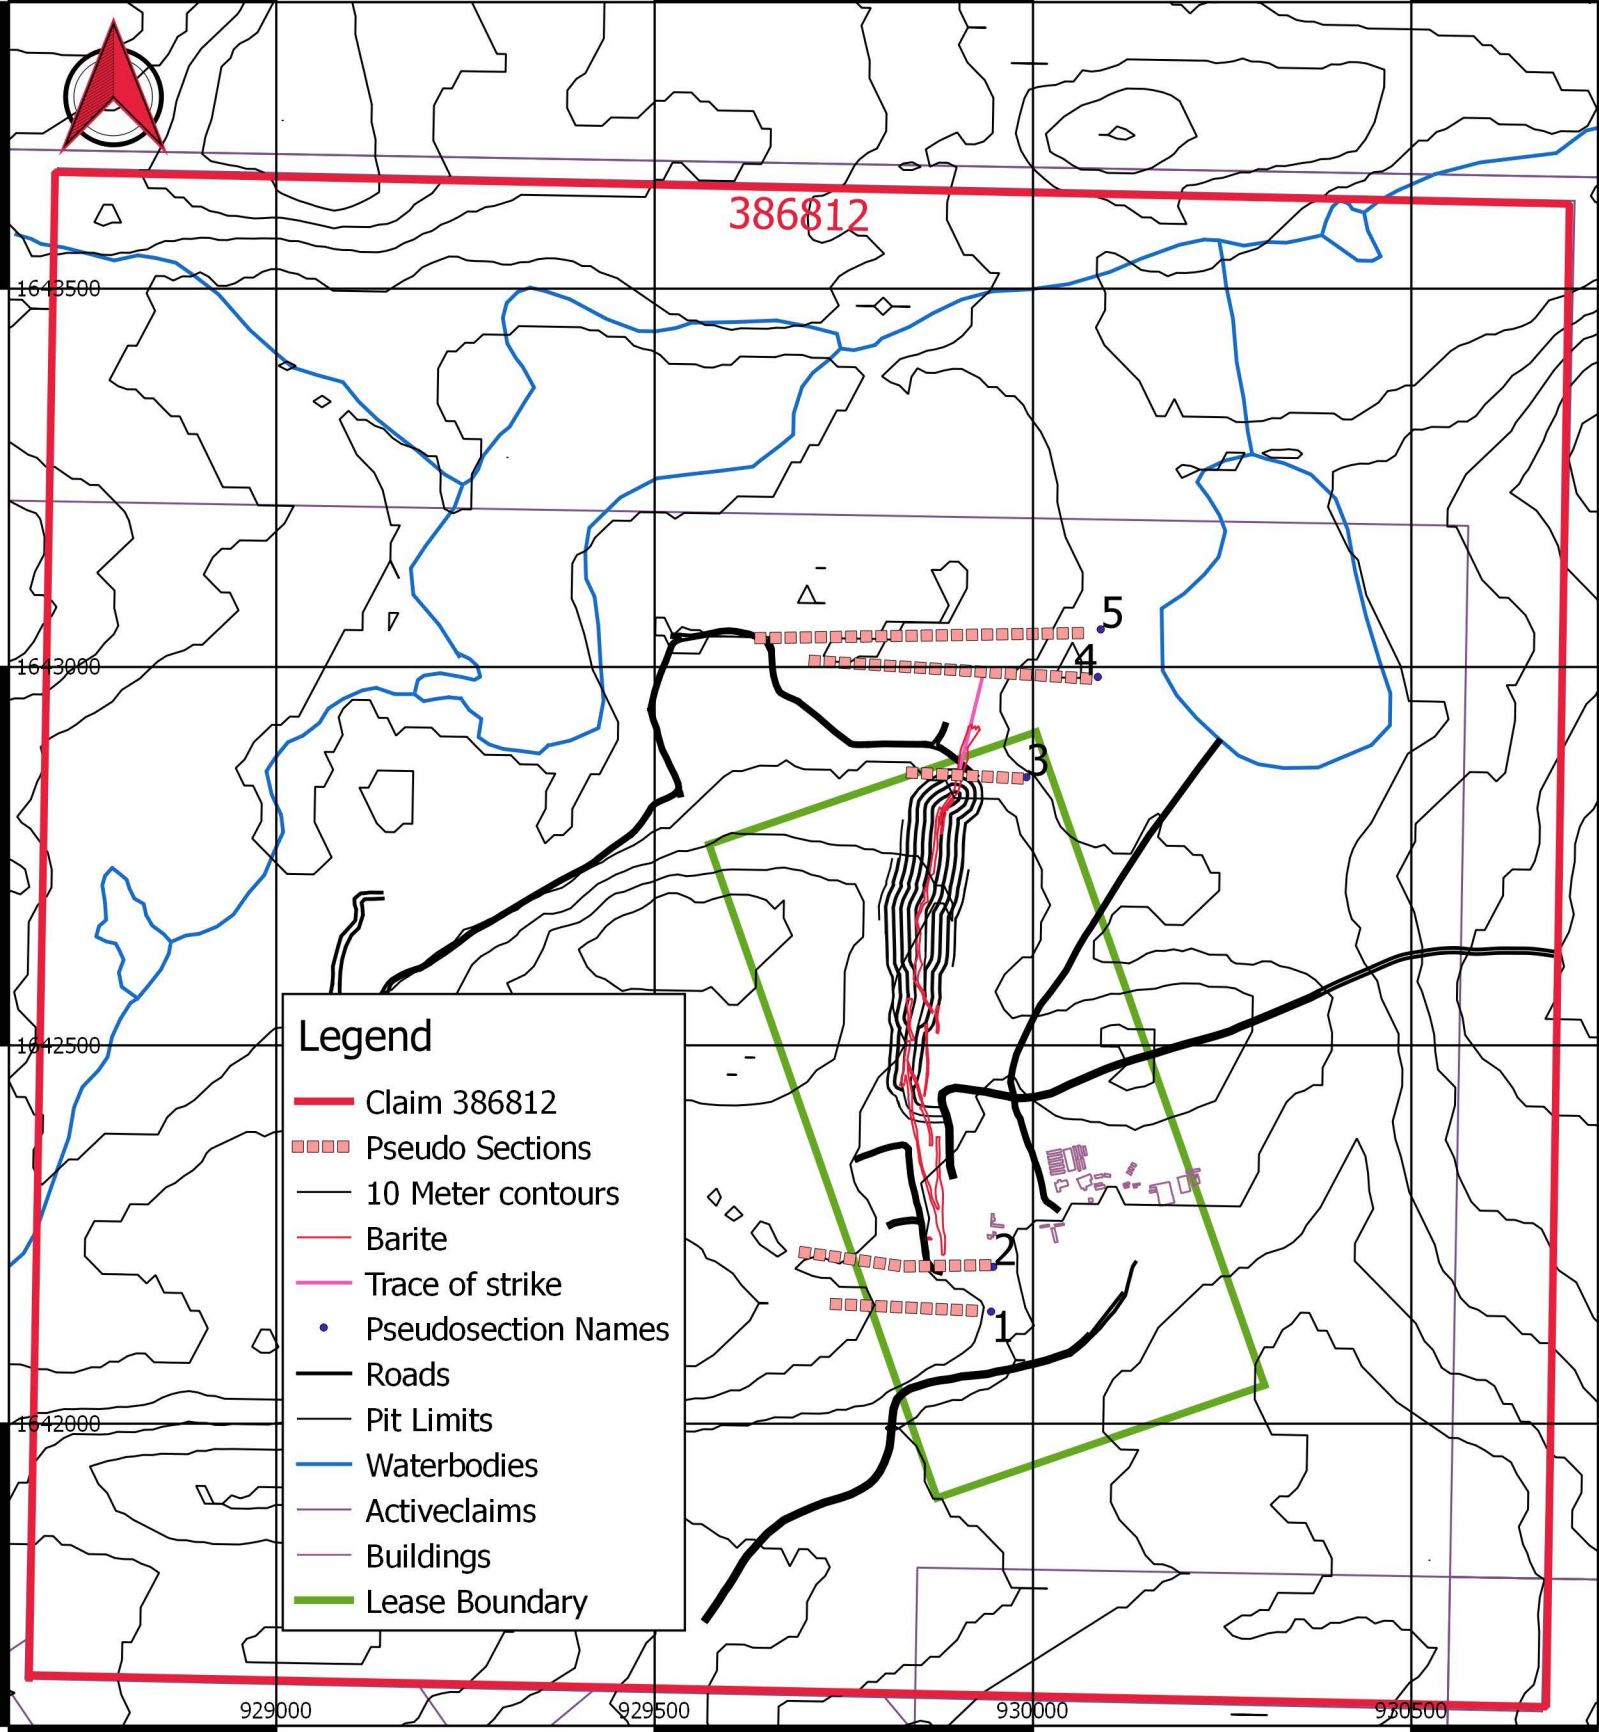 386812
1643500
5
1643000
4
3
1642500
Legend
Claim 386812
Pseudo Sections
10 Meter contours
Barite
Trace of strike
Pseudosection Names
Roads
Pit Limits
Waterbodies
Activeclaims
Buildings
Lease Boundary
2
1
1642000
929000
929500
930000
930500